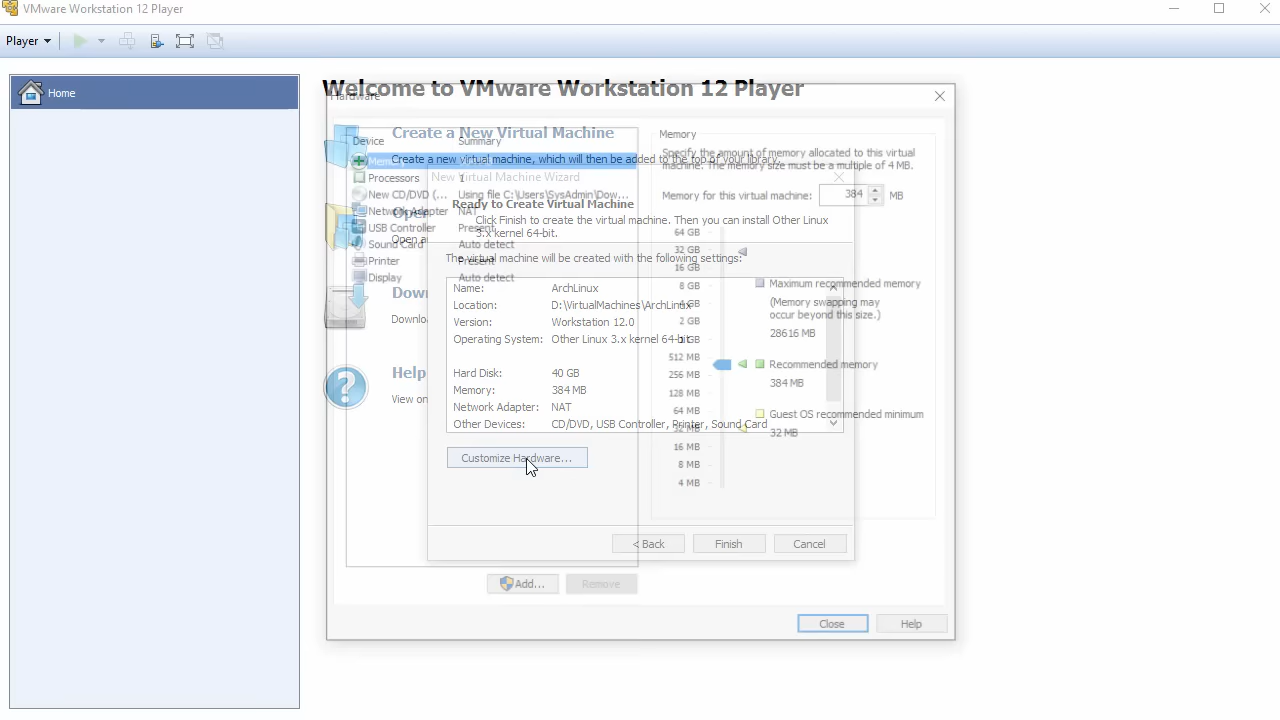 VMware Workstation 12 Player
Player
Home
Welcome to VMware Workstation 12 Player
Create a New Virtual Machine
Create a new virtual machine, which will then be added to the top of your library.
Open
Open a
Down
Downlo
Help
View on
Hardware
Device Summary
Memory
Processors 1
New CD/DVD (... Using file C:\Users\SysAdmin\Dow...
Network Adapter NAT
USB Controller Present
Sound Card Auto detect
Printer Present
Display Auto detect
Add...
Remove
Memory
Specify the amount of memory allocated to this virtual
machine. The memory size must be a multiple of 4 MB.
Memory for this virtual machine: 384 MB
64 GB
32 GB
16 GB
8 GB
4 GB
2 GB
1 GB
512 MB
256 MB
128 MB
64 MB
32 MB
16 MB
8 MB
4 MB
Maximum recommended memory
(Memory swapping may
occur beyond this size.)
28616 MB
Recommended memory
384 MB
Guest OS recommended minimum
32 MB
Close
Help
New Virtual Machine Wizard
Ready to Create Virtual Machine
Click Finish to create the virtual machine. Then you can install Other Linux
3.x kernel 64-bit.
The virtual machine will be created with the following settings:
Name: ArchLinux
Location: D:\VirtualMachines\ArchLinux
Version: Workstation 12.0
Operating System: Other Linux 3.x kernel 64-bit
Hard Disk: 40 GB
Memory: 384 MB
Network Adapter: NAT
Other Devices: CD/DVD, USB Controller, Printer, Sound Card
Customize Hardware...
< Back
Finish
Cancel